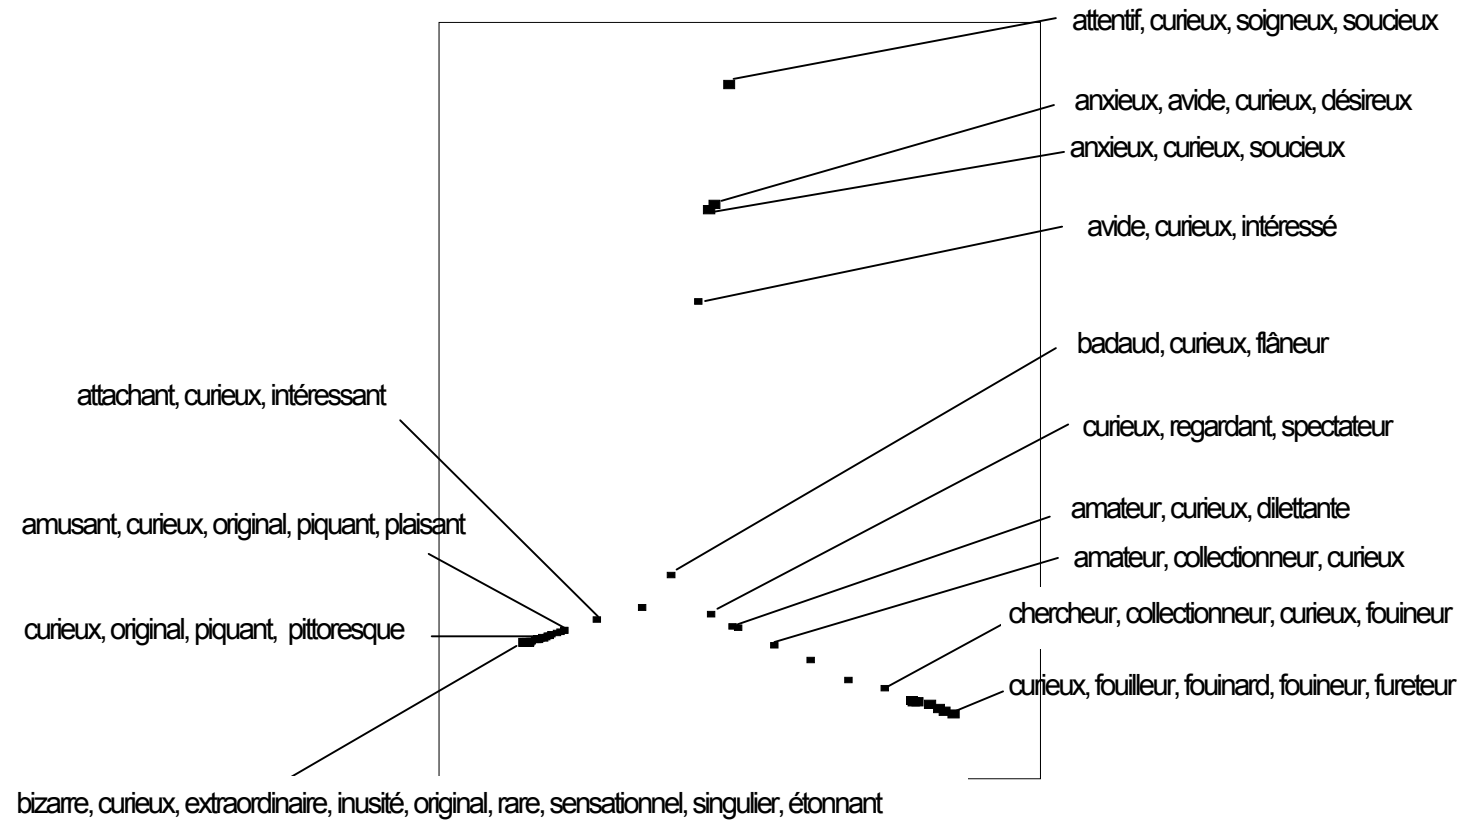 attentif, curieux, soigneux, soucieux
anxieux, avide, curieux, désireux
anxieux, curieux, soucieux
avide, curieux, intéressé
badaud, curieux, flâneur
attachant, curieux, intéressant
curieux, regardant, spectateur
amateur, curieux, dilettante
amusant, curieux, original, piquant, plaisant
amateur, collectionneur, curieux
chercheur, collectionneur, curieux, fouineur
curieux, original, piquant, pittoresque
curieux, fouilleur, fouinard, fouineur, fureteur
bizarre, curieux, extraordinaire, inusité, original, rare, sensationnel, singulier, étonnant